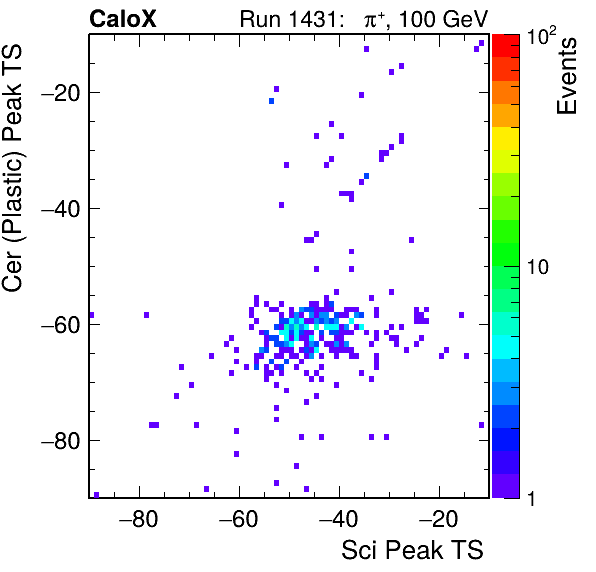 CaloX Run 1431: π⁺, 100 GeV
Cer (Plastic) Peak TS
−20
−40
−60
−80
−80 −60 −40 −20
Sci Peak TS
10²
10
1
Events